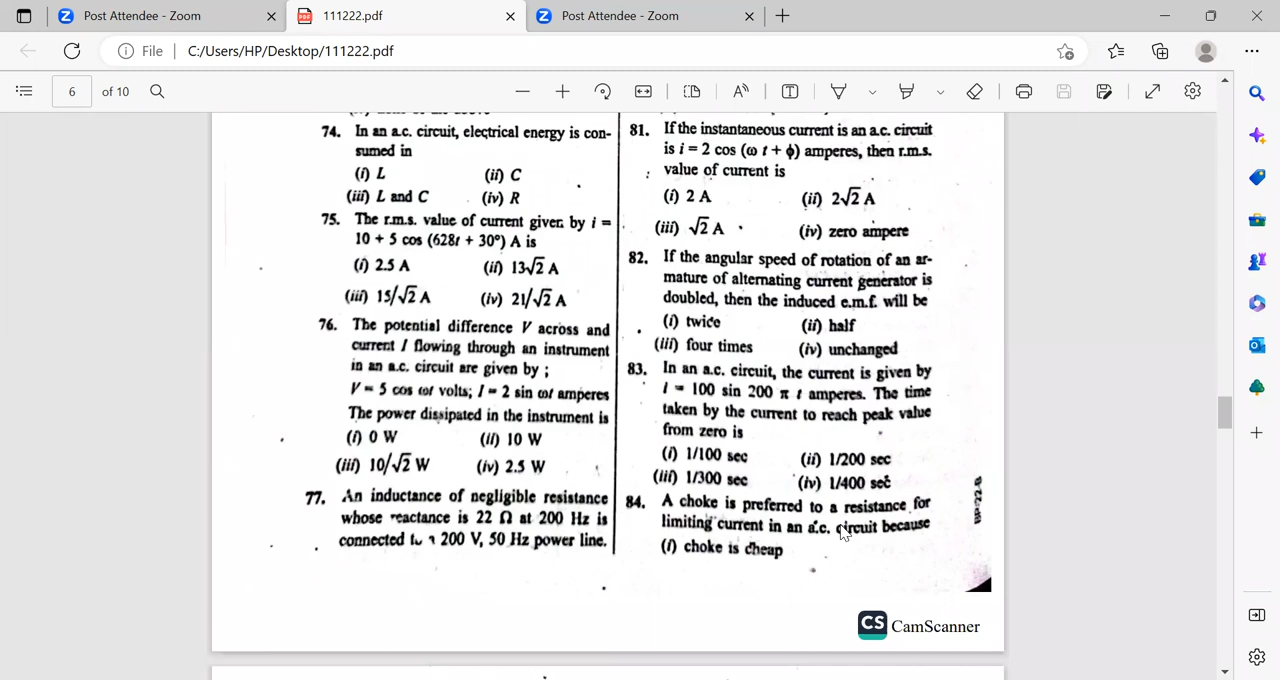 Post Attendee - Zoom
111222.pdf
Post Attendee - Zoom
File
C:/Users/HP/Desktop/111222.pdf
6 of 10
74. In an a.c. circuit, electrical energy is con-
sumed in
(i) L (ii) C
(iii) L and C (iv) R
75. The r.m.s. value of current given by i =
10 + 5 cos (628t + 30°) A is
(i) 2.5 A (ii) 13√2 A
(iii) 15/√2 A (iv) 21/√2 A
76. The potential difference V across and
current I flowing through an instrument
in an a.c. circuit are given by ;
V = 5 cos ωt volts; I = 2 sin ωt amperes
The power dissipated in the instrument is
(i) 0 W (ii) 10 W
(iii) 10/√2 W (iv) 2.5 W
77. An inductance of negligible resistance
whose reactance is 22 Ω at 200 Hz is
connected to a 200 V, 50 Hz power line.
81. If the instantaneous current is an a.c. circuit
is i = 2 cos (ω t + ϕ) amperes, then r.m.s.
value of current is
(i) 2 A (ii) 2√2 A
(iii) √2 A (iv) zero ampere
82. If the angular speed of rotation of an ar-
mature of alternating current generator is
doubled, then the induced e.m.f. will be
(i) twice (ii) half
(iii) four times (iv) unchanged
83. In an a.c. circuit, the current is given by
I = 100 sin 200 π t amperes. The time
taken by the current to reach peak value
from zero is
(i) 1/100 sec (ii) 1/200 sec
(iii) 1/300 sec (iv) 1/400 sec
84. A choke is preferred to a resistance for
limiting current in an a.c. circuit because
(i) choke is cheap
CS CamScanner